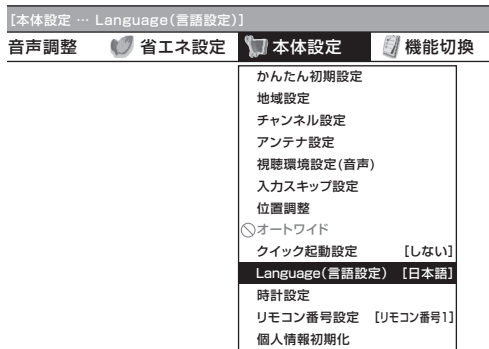 [本体設定 … Language(言語設定)]
音声調整 省エネ設定 本体設定 機能切換
かんたん初期設定
地域設定
チャンネル設定
アンテナ設定
視聴環境設定(音声)
入力スキップ設定
位置調整
オートワイド
クイック起動設定 [しない]
Language(言語設定) [日本語]
時計設定
リモコン番号設定 [リモコン番号1]
個人情報初期化